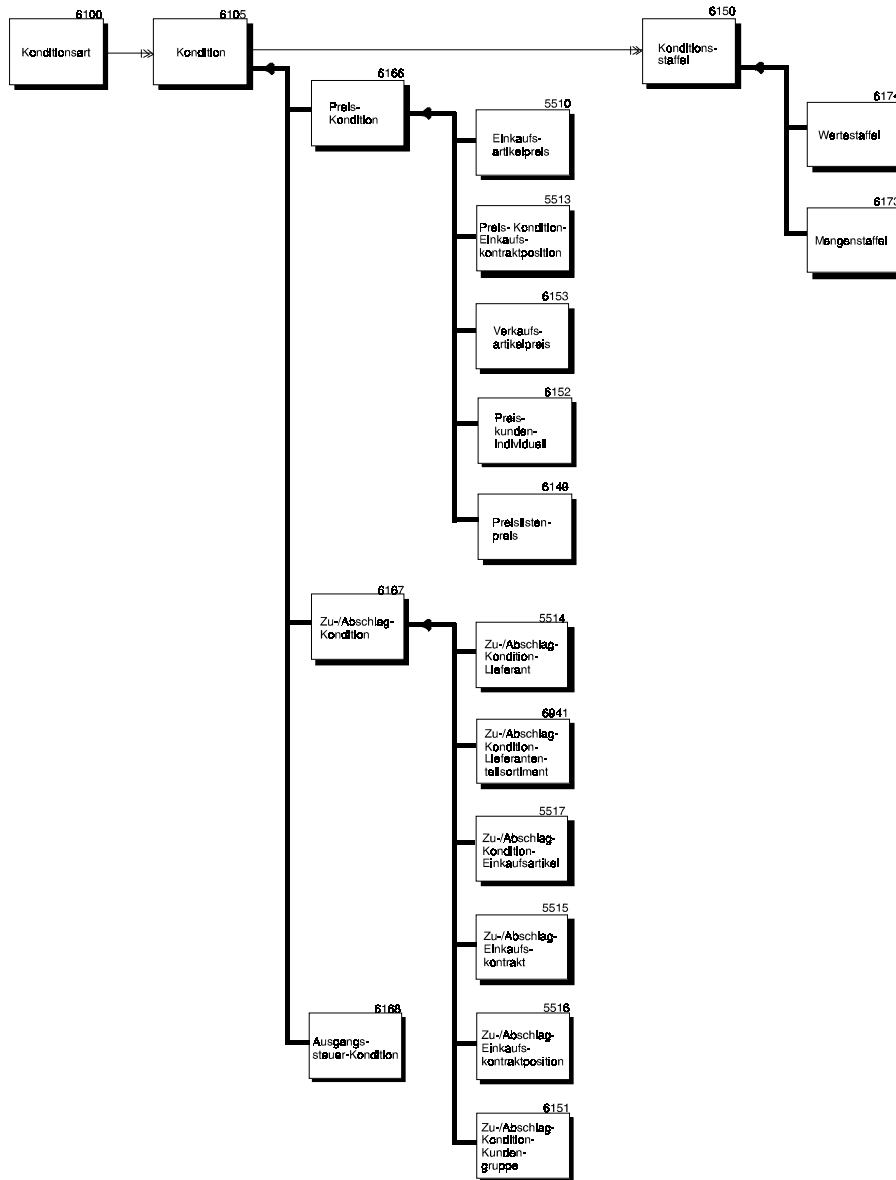 6100
Konditionsart
6105
Kondition
6150
Konditions-
staffel
6166
Preis-
Kondition
6174
Wertestaffel
5510
Einkaufs-
artikelpreis
6173
Mengenstaffel
5513
Preis- Kondition-
Einkaufs-
kontraktposition
6153
Verkaufs-
artikelpreis
6152
Preis-
kunden-
individuell
6149
Preislisten-
preis
6167
Zu-/Abschlag-
Kondition
5514
Zu-/Abschlag-
Kondition-
Lieferant
6941
Zu-/Abschlag-
Kondition-
Lieferanten-
teilsortiment
5517
Zu-/Abschlag-
Kondition-
Einkaufsartikel
5515
Zu-/Abschlag-
Einkaufs-
kontrakt
6168
Ausgangs-
steuer-Kondition
5516
Zu-/Abschlag-
Einkaufs-
kontraktposition
6151
Zu-/Abschlag-
Kondition-
Kunden-
gruppe